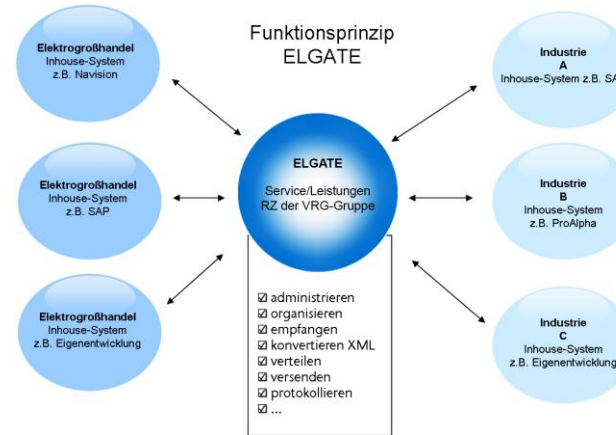 Funktionsprinzip
ELGATE
Elektrogroßhandel
Inhouse-System
z.B. Navision
Elektrogroßhandel
Inhouse-System
z.B. SAP
Elektrogroßhandel
Inhouse-System
z.B. Eigenentwicklung
ELGATE
Service/Leistungen
RZ der VRG-Gruppe
☑ administrieren
☑ organisieren
☑ empfangen
☑ konvertieren XML
☑ verteilen
☑ versenden
☑ protokollieren
☑ ...
Industrie
A
Inhouse-System z.B. SA
Industrie
B
Inhouse-System
z.B. ProAlpha
Industrie
C
Inhouse-System
z.B. Eigenentwicklung